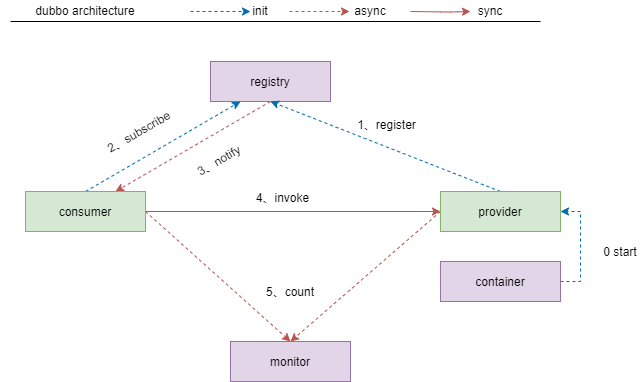 dubbo architecture init async sync
registry
2、subscribe
1、register
3、notify
consumer
4、invoke
provider
0 start
container
5、count
monitor